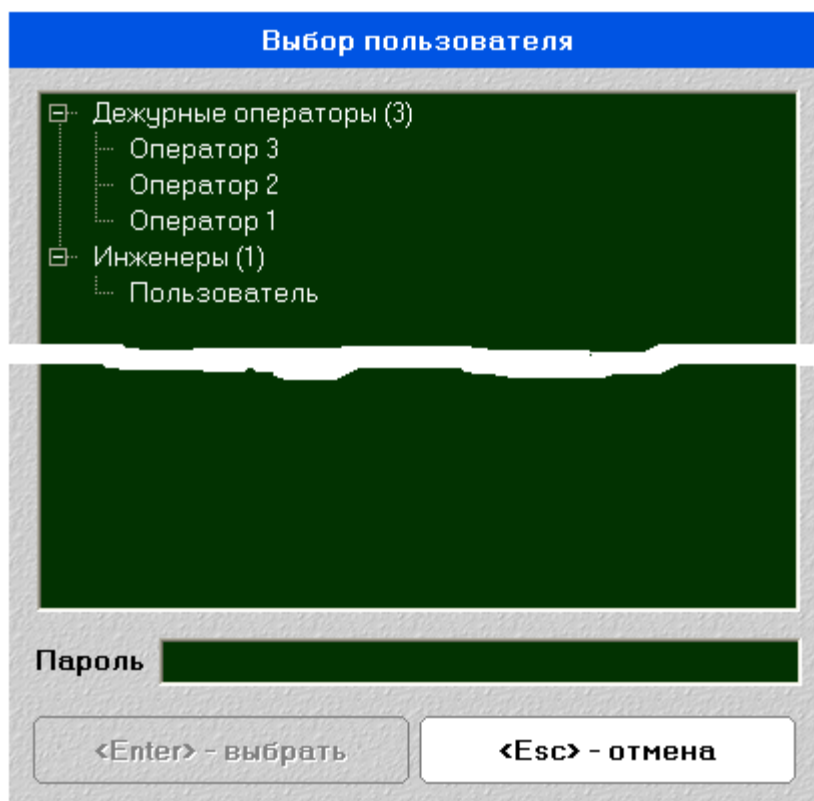 Выбор пользователя
Дежурные операторы (3)
Оператор 3
Оператор 2
Оператор 1
Инженеры (1)
Пользователь
Пароль
<Enter> - выбрать
<Esc> - отмена